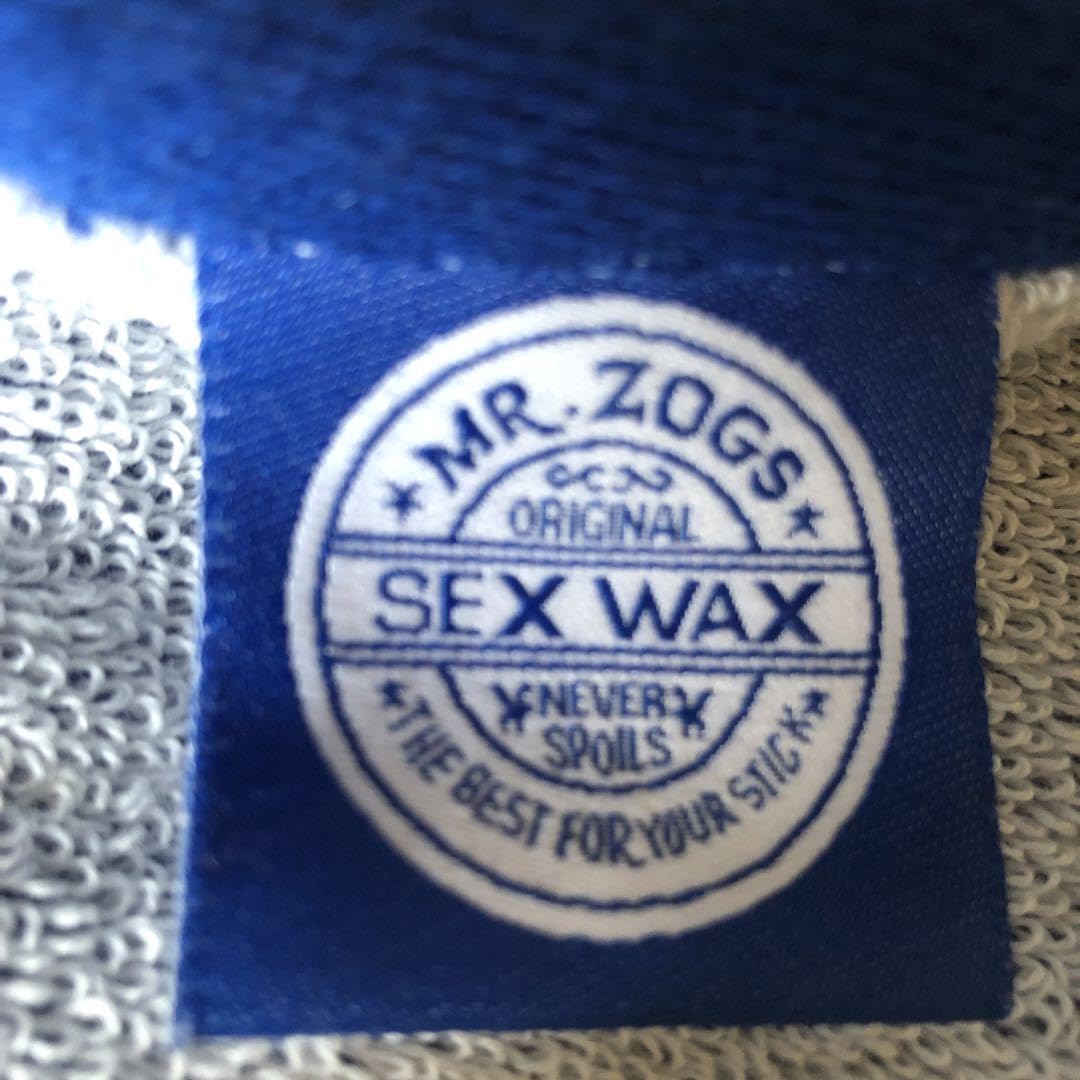 MR. ZOGS
ORIGINAL
SEX WAX
NEVER
SPOILS
THE BEST FOR YOUR STICK